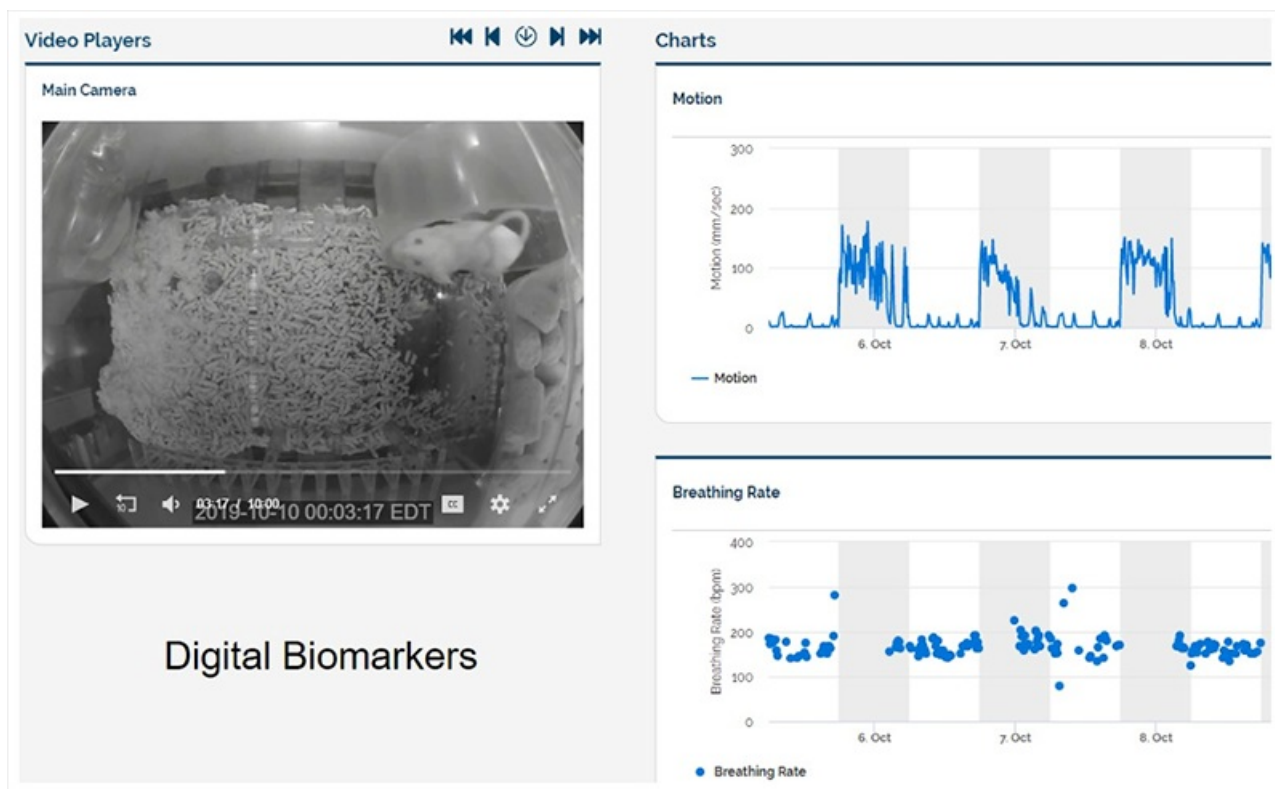 Video Players
Main Camera
10
03:17 / 10:00
CC
2019-10-10 00:03:17 EDT
Digital Biomarkers
Charts
Motion
300
200
100
0
Motion (mm/sec)
6. Oct
7. Oct
8. Oct
Motion
Breathing Rate
400
300
200
100
0
Breathing Rate (bpm)
6. Oct
7. Oct
8. Oct
Breathing Rate